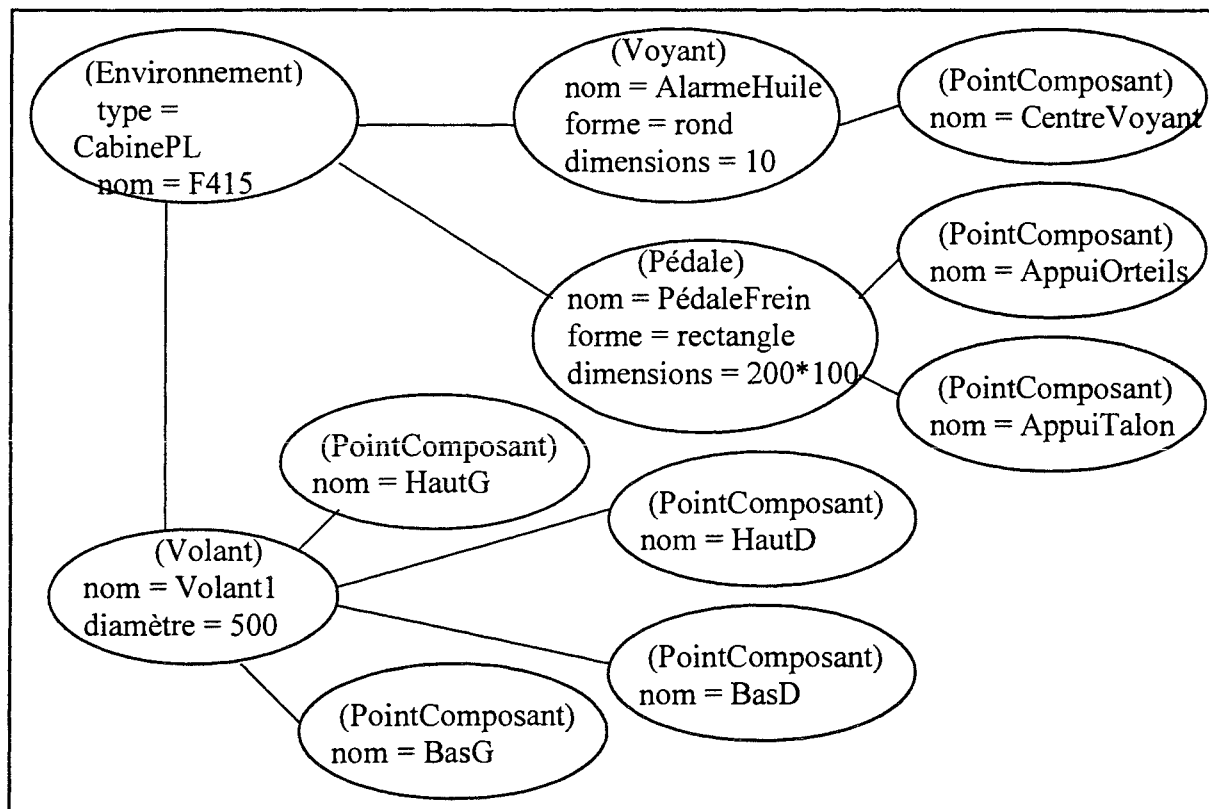 (Environnement)
type =
CabinePL
nom = F415
(Voyant)
nom = AlarmeHuile
forme = rond
dimensions = 10
(PointComposant)
nom = CentreVoyant
(Pédale)
nom = PédaleFrein
forme = rectangle
dimensions = 200*100
(PointComposant)
nom = AppuiOrteils
(PointComposant)
nom = AppuiTalon
(PointComposant)
nom = HautG
(PointComposant)
nom = HautD
(Volant)
nom = Volant1
diamètre = 500
(PointComposant)
nom = BasD
(PointComposant)
nom = BasG